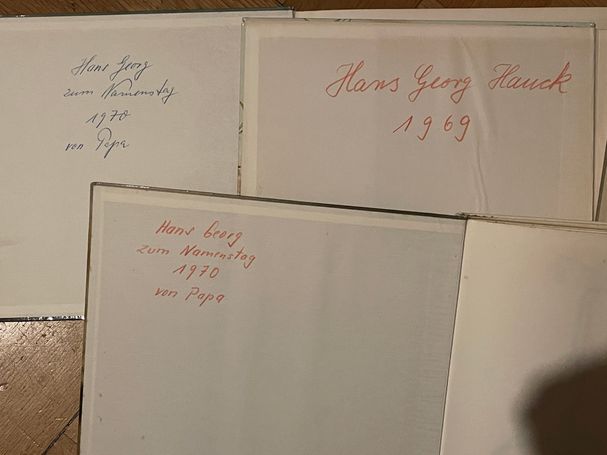 Hans Georg
zum Namenstag
1970
von Papa
Hans Georg Hauck
1969
Hans Georg
zum Namenstag
1970
von Papa